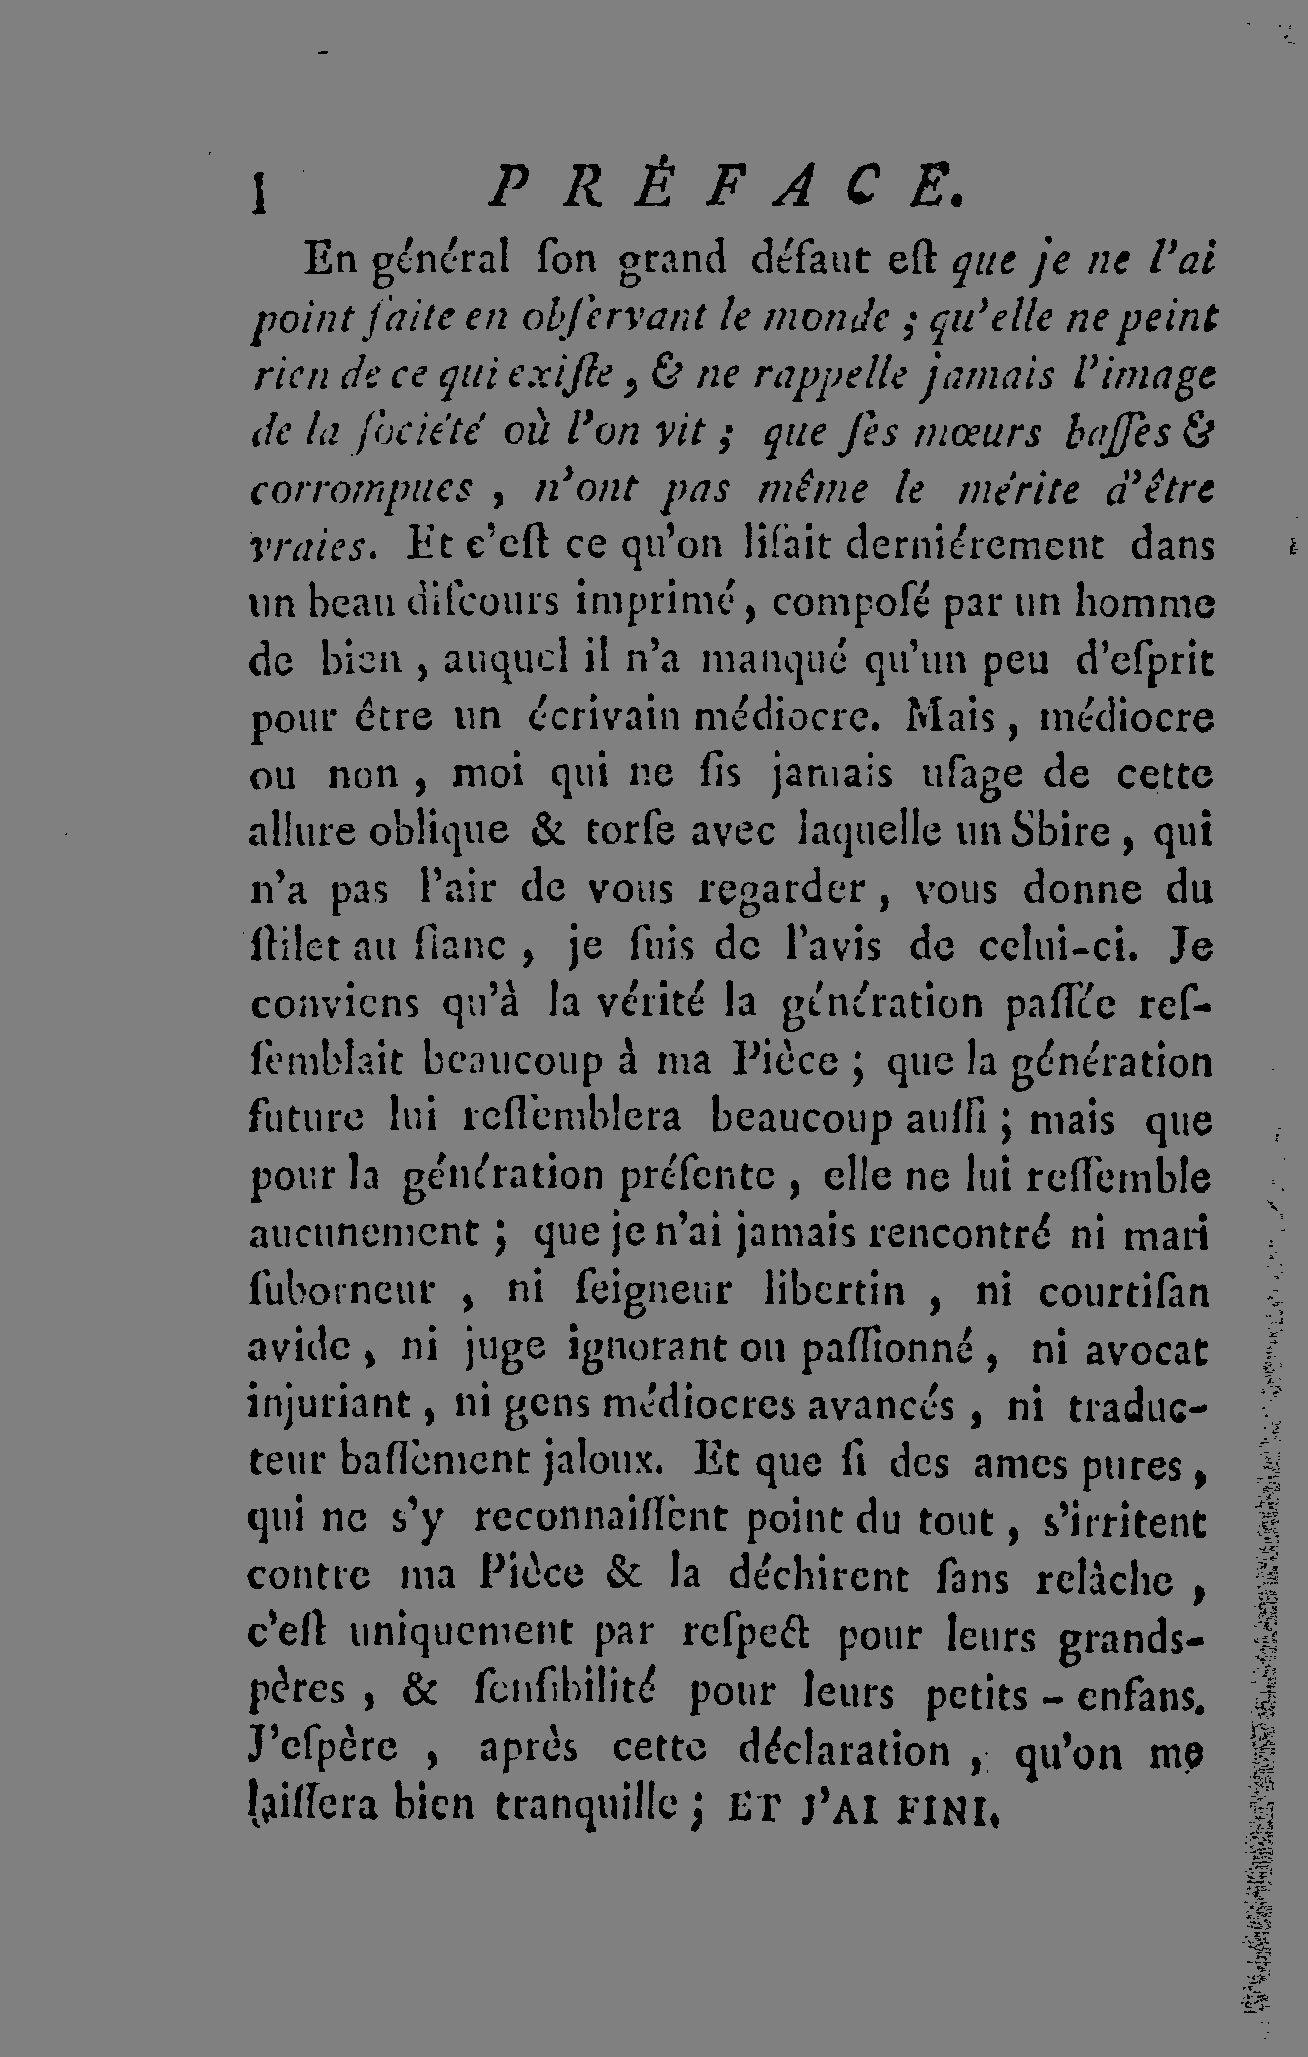 l P R É F A C E.
En général ſon grand défaut eſt que je ne l'ai
point faite en obſervant le monde ; qu'elle ne peint
rien de ce qui exiſte , & ne rappelle jamais l'image
de la ſociété où l'on vit ; que ſes mœurs baſſes &
corrompues , n'ont pas même le mérite d'être
vraies. Et c'eſt ce qu'on liſait derniérement dans
un beau diſcours imprimé, compoſé par un homme
de bien , auquel il n'a manqué qu'un peu d'eſprit
pour être un écrivain médiocre. Mais , médiocre
ou non , moi qui ne fis jamais uſage de cette
allure oblique & torſe avec laquelle un Sbire , qui
n'a pas l'air de vous regarder , vous donne du
ſtilet au flanc , je ſuis de l'avis de celui-ci. Je
conviens qu'à la vérité la génération paſſée reſ-
ſemblait beaucoup à ma Pièce ; que la génération
future lui reſſemblera beaucoup auſſi ; mais que
pour la génération préſente , elle ne lui reſſemble
aucunement ; que je n'ai jamais rencontré ni mari
ſuborneur , ni ſeigneur libertin , ni courtiſan
avide , ni juge ignorant ou paſſionné , ni avocat
injuriant , ni gens médiocres avancés , ni traduc-
teur baſſement jaloux. Et que ſi des ames pures ,
qui ne s'y reconnaiſſent point du tout , s'irritent
contre ma Pièce & la déchirent ſans relâche ,
c'eſt uniquement par reſpect pour leurs grands-
pères , & ſenſibilité pour leurs petits - enfans.
J'eſpère , après cette déclaration , qu'on me
laiſſera bien tranquille ; ET J'AI FINI.